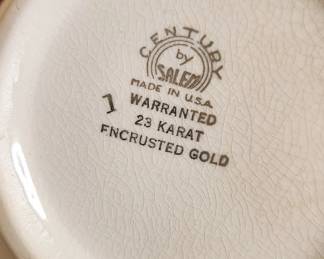 CENTURY
by
SALEM
MADE IN U.S.A.
1 WARRANTED
23 KARAT
ENCRUSTED GOLD